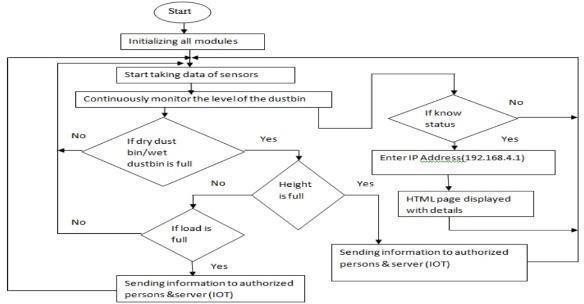 Start
Initializing all modules
Start taking data of sensors
Continuously monitor the level of the dustbin
If know
status
No
Yes
No
If dry dust
bin/wet
dustbin is full
Yes
Enter IP Address(192.168.4.1)
No
Height
is full
Yes
HTML page displayed
with details
No
If load is
full
Yes
Sending information to authorized
persons & server (IOT)
Sending information to authorized
persons &server (IOT)